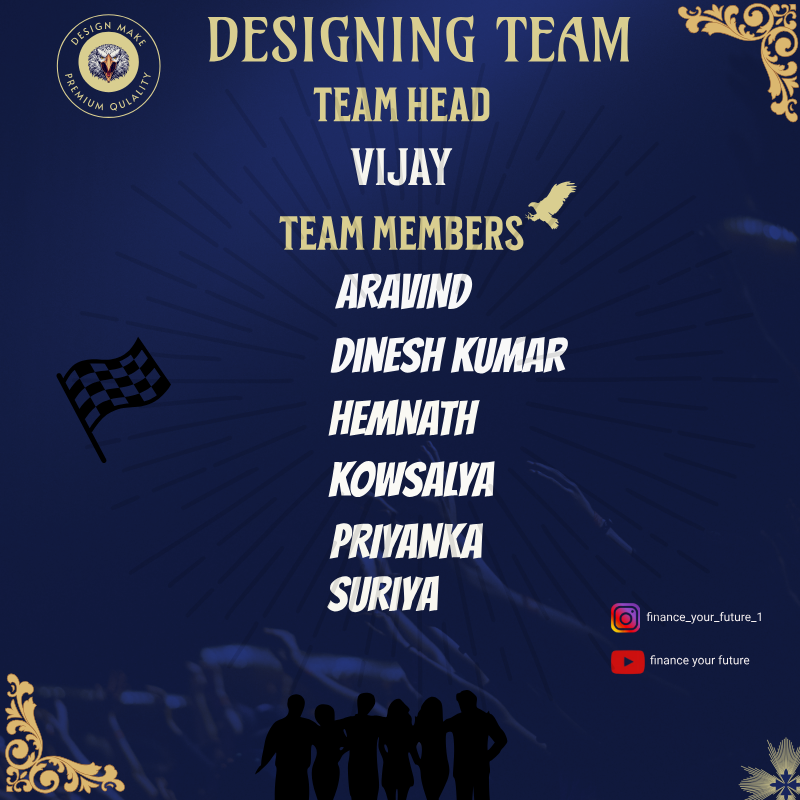 DESIGN MAKE
PREMIUM QULALITY
DESIGNING TEAM
TEAM HEAD
VIJAY
TEAM MEMBERS
ARAVIND
DINESH KUMAR
HEMNATH
KOWSALYA
PRIYANKA
SURIYA
finance_your_future_1
finance your future